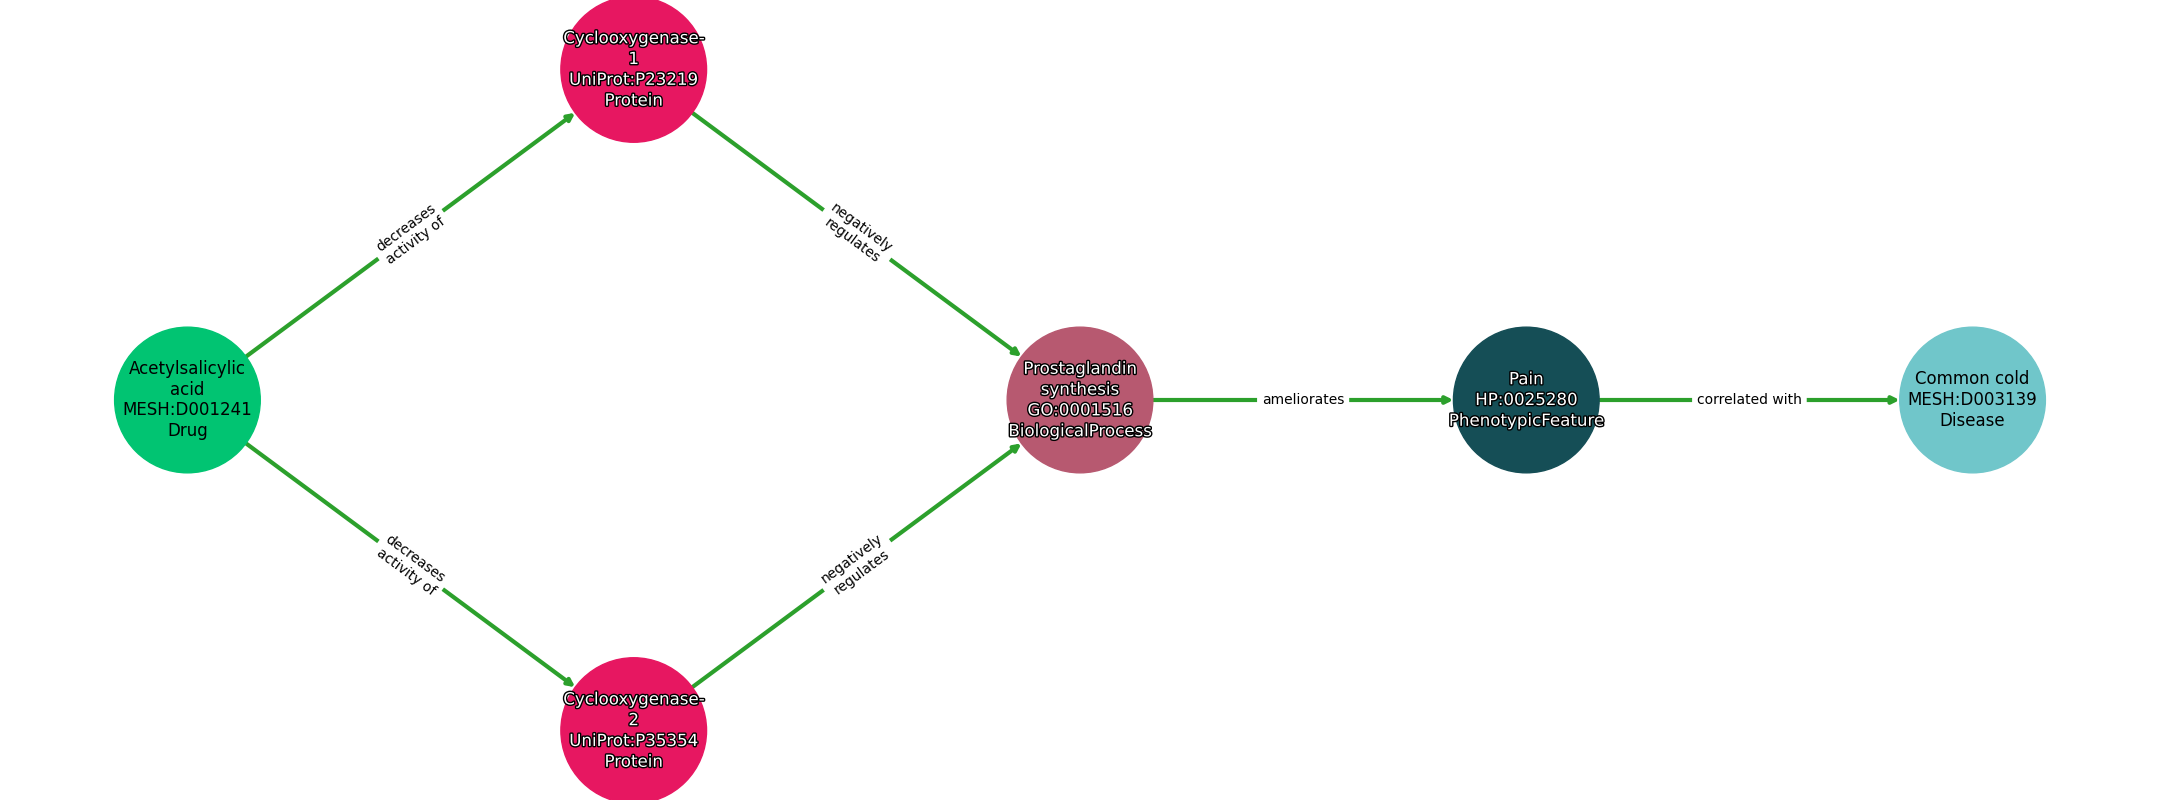 Cyclooxygenase-
1
UniProt:P23219
Protein
decreases
activity of
negatively
regulates
Acetylsalicylic
acid
MESH:D001241
Drug
Prostaglandin
synthesis
GO:0001516
BiologicalProcess
ameliorates
Pain
HP:0025280
PhenotypicFeature
correlated with
Common cold
MESH:D003139
Disease
decreases
activity of
negatively
regulates
Cyclooxygenase-
2
UniProt:P35354
Protein